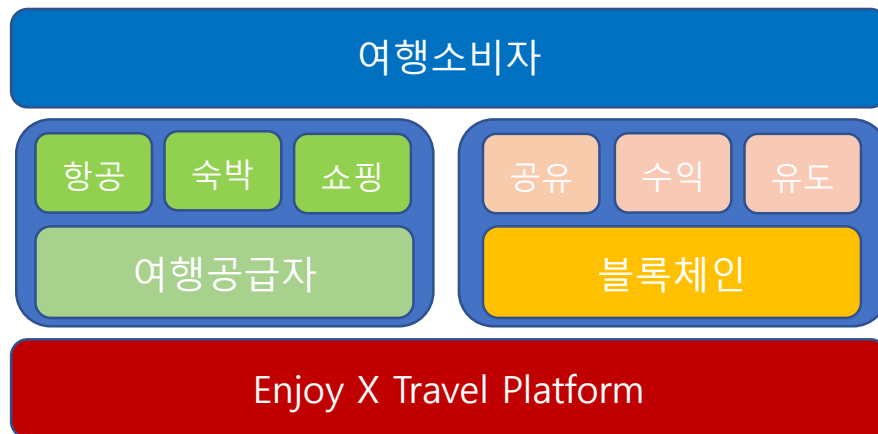 여행소비자
항공 숙박 쇼핑
여행공급자
공유 수익 유도
블록체인
Enjoy X Travel Platform